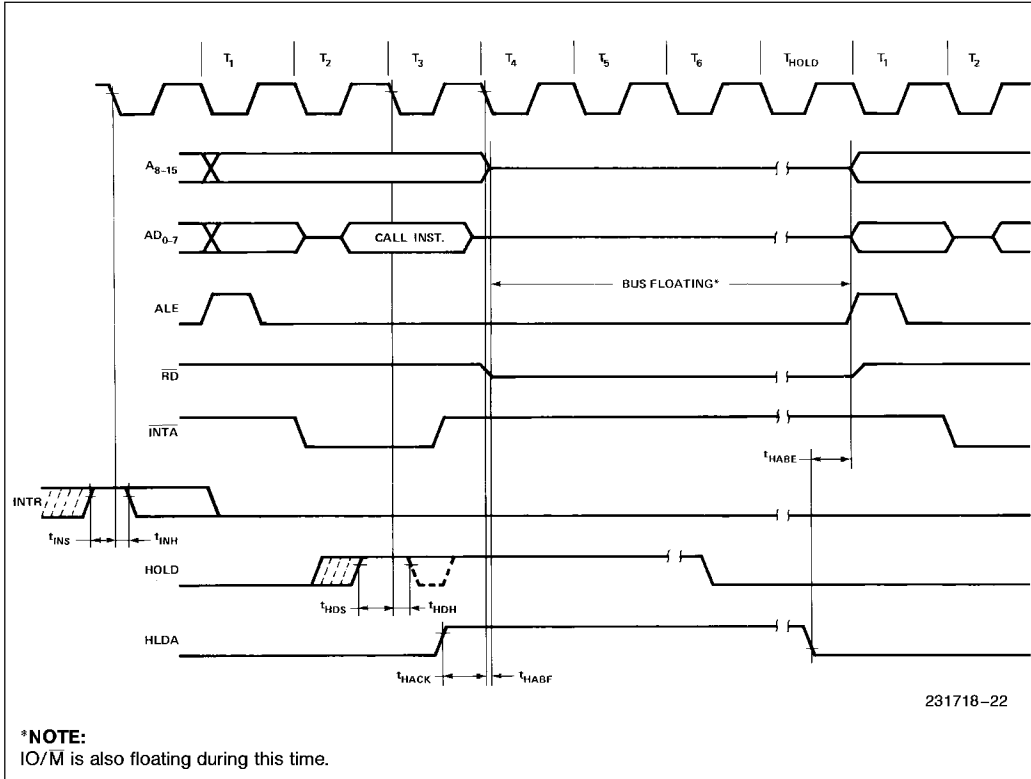 T1 T2 T3 T4 T5 T6 THOLD T1 T2
A8–15
AD0–7
CALL INST.
BUS FLOATING*
ALE
RD
INTA
tHABE
INTR
tINS
tINH
HOLD
tHDS
tHDH
HLDA
tHACK
tHABF
231718–22
*NOTE:
IO/M is also floating during this time.